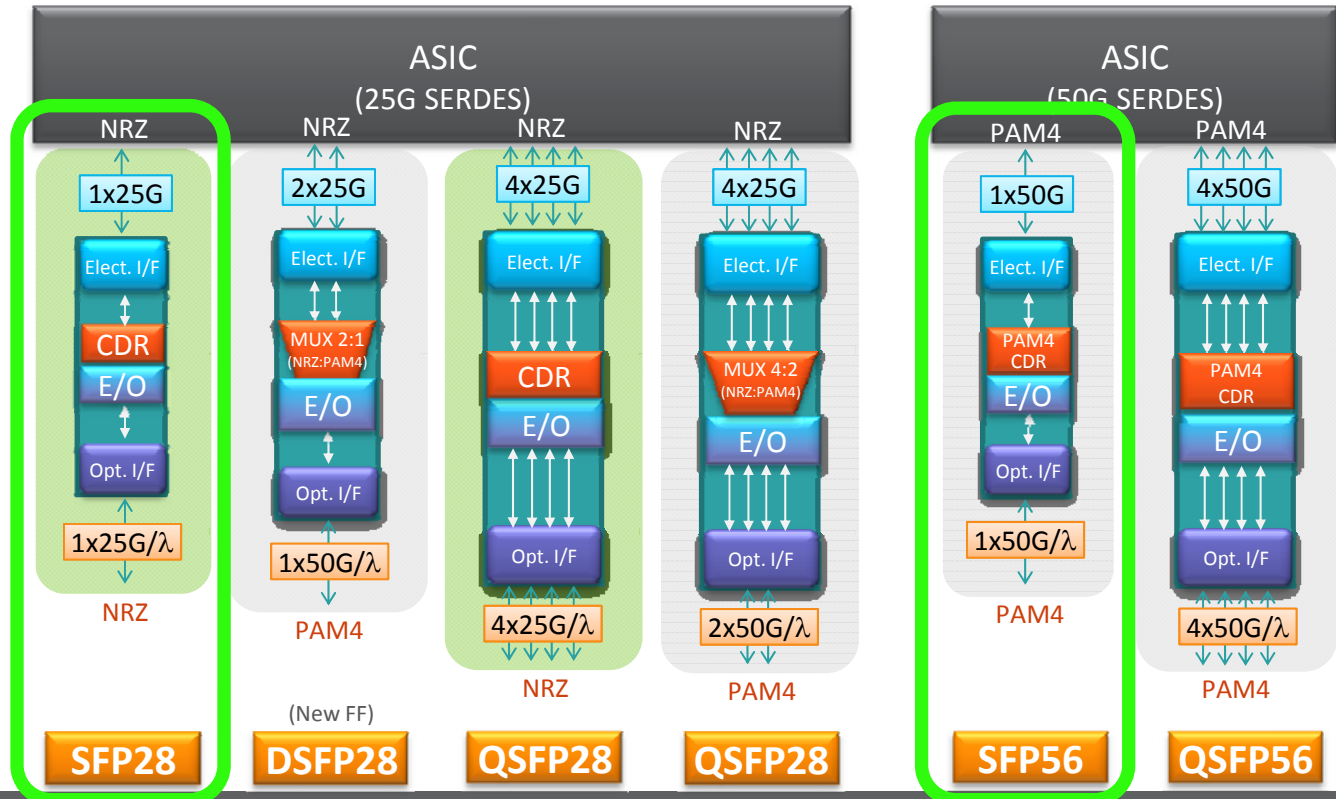 ASIC
(25G SERDES)
NRZ
1x25G
Elect. I/F
CDR
E/O
Opt. I/F
1x25G/λ
NRZ
SFP28
NRZ
2x25G
Elect. I/F
MUX 2:1
(NRZ:PAM4)
E/O
Opt. I/F
1x50G/λ
PAM4
(New FF)
DSFP28
NRZ
4x25G
Elect. I/F
CDR
E/O
Opt. I/F
4x25G/λ
NRZ
QSFP28
NRZ
4x25G
Elect. I/F
MUX 4:2
(NRZ:PAM4)
E/O
Opt. I/F
2x50G/λ
PAM4
QSFP28
ASIC
(50G SERDES)
PAM4
1x50G
Elect. I/F
PAM4
CDR
E/O
Opt. I/F
1x50G/λ
PAM4
SFP56
PAM4
4x50G
Elect. I/F
PAM4
CDR
E/O
Opt. I/F
4x50G/λ
PAM4
QSFP56